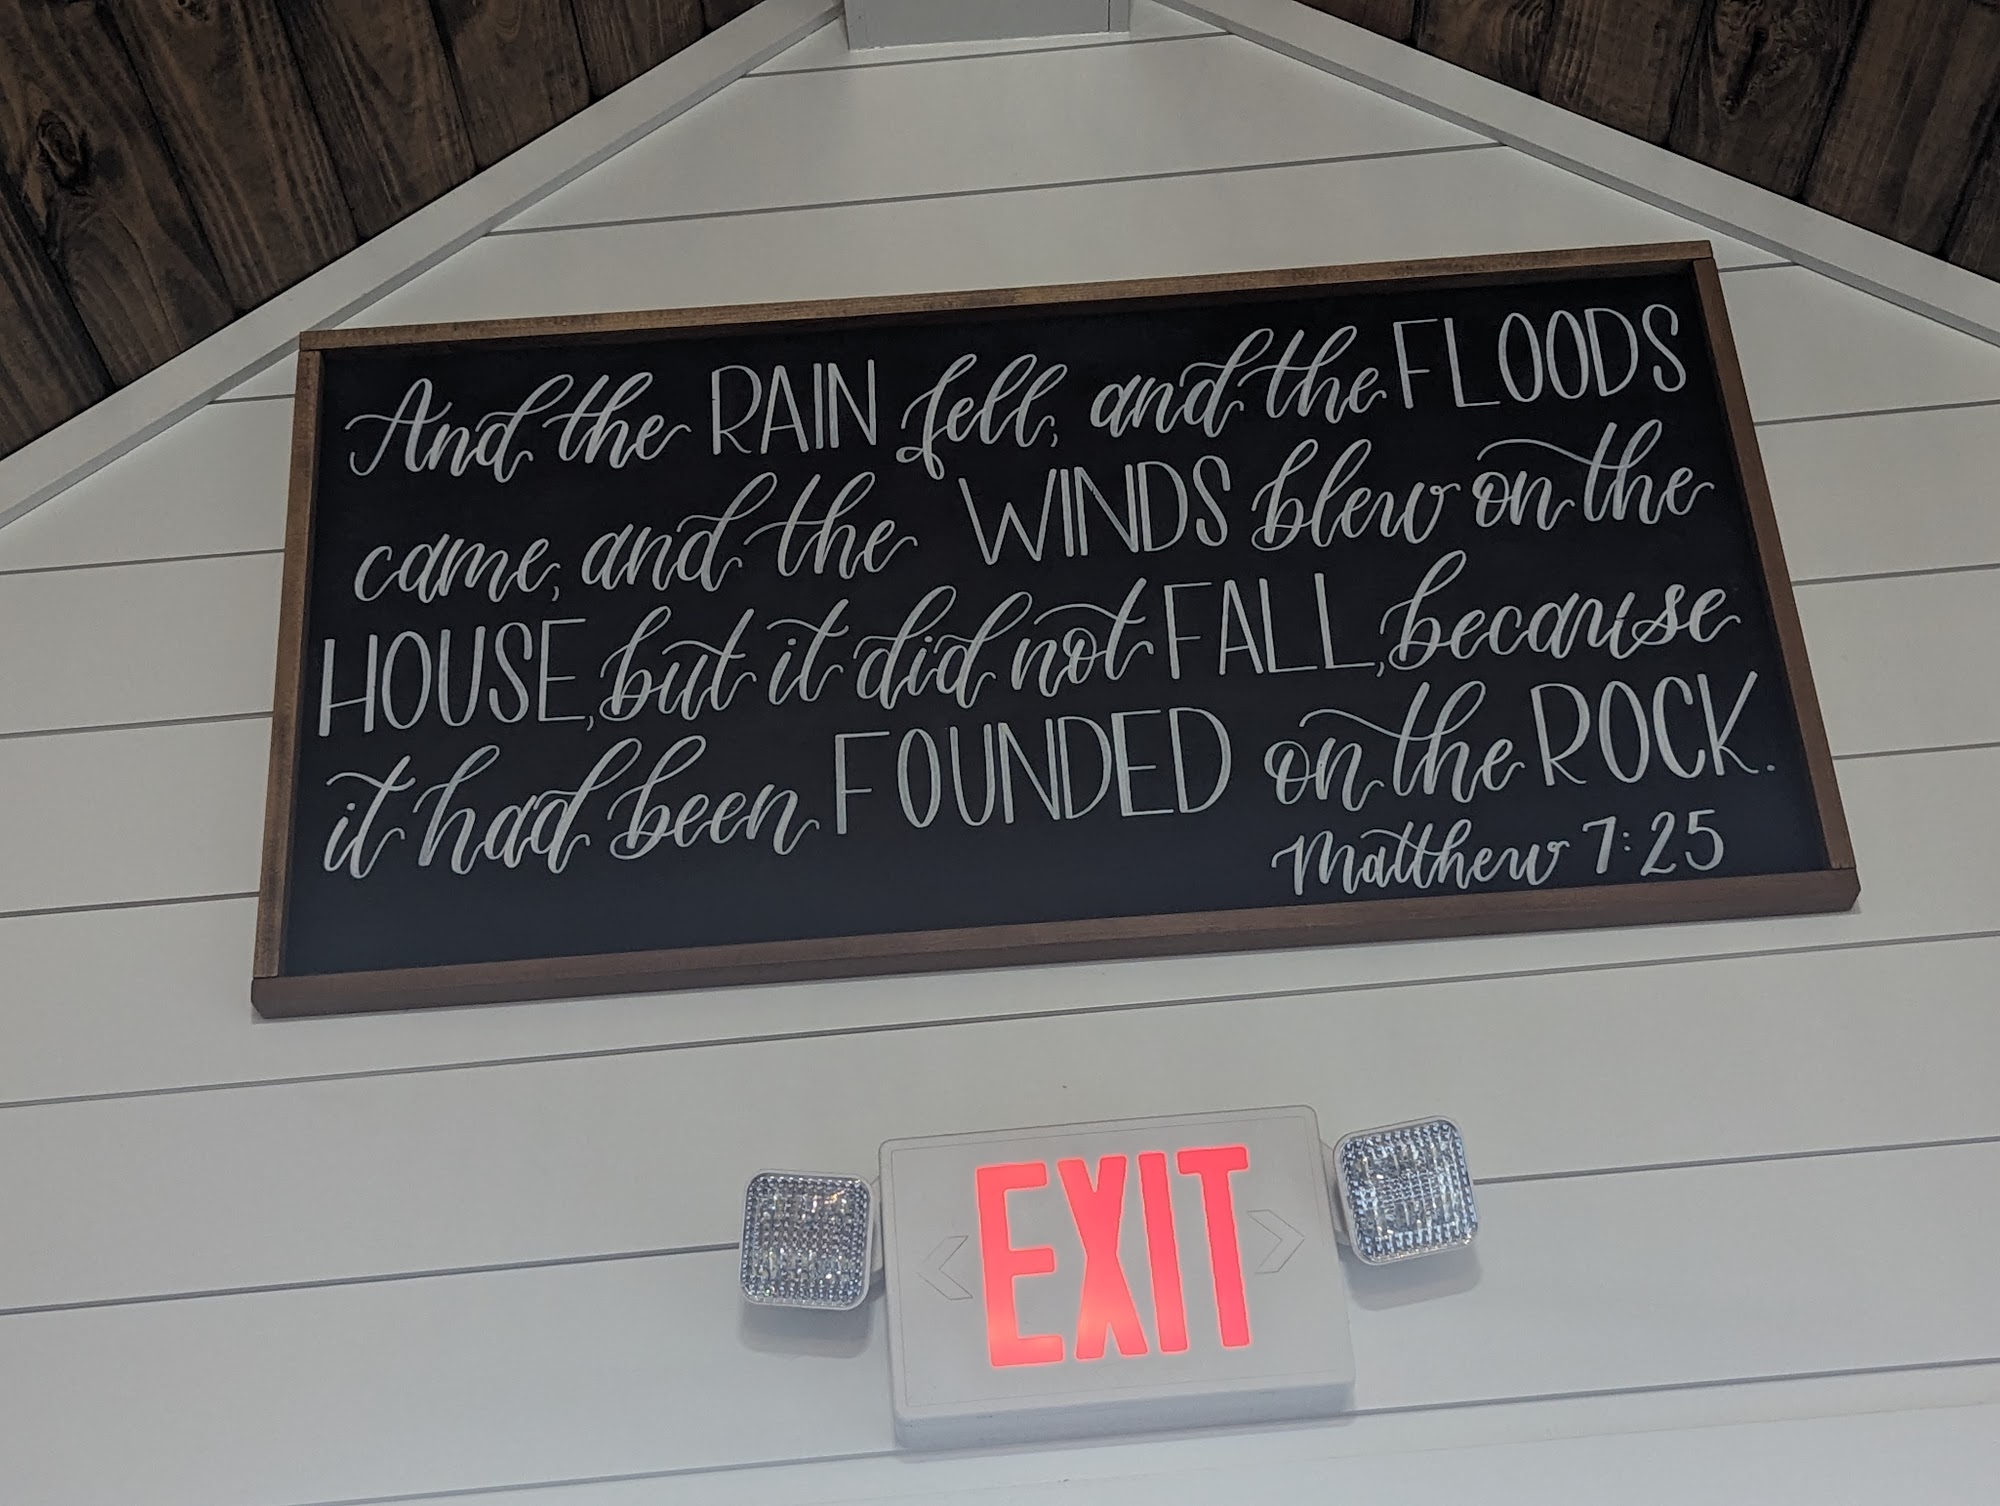 And the RAIN fell, and the FLOODS
came, and the WINDS blew on the
HOUSE, but it did not FALL, because
it had been FOUNDED on the ROCK.
Matthew 7:25
EXIT